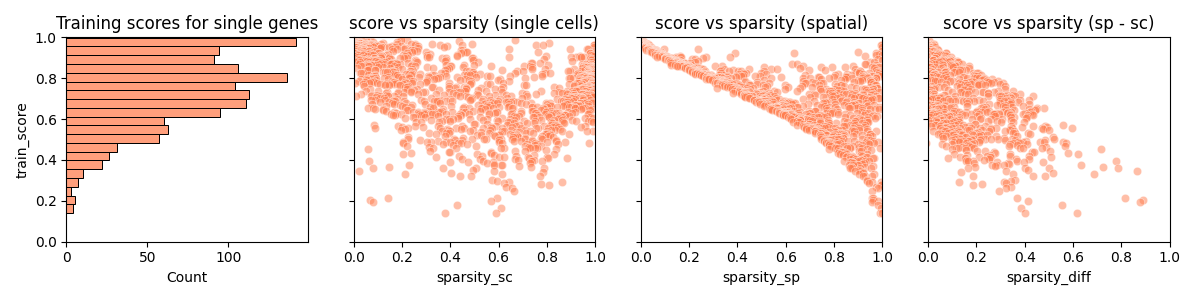 Training scores for single genes
score vs sparsity (single cells)
score vs sparsity (spatial)
score vs sparsity (sp - sc)
train_score
1.0
0.8
0.6
0.4
0.2
0.0
0 50 100
Count
0.0 0.2 0.4 0.6 0.8 1.0
sparsity_sc
0.0 0.2 0.4 0.6 0.8 1.0
sparsity_sp
0.0 0.2 0.4 0.6 0.8 1.0
sparsity_diff